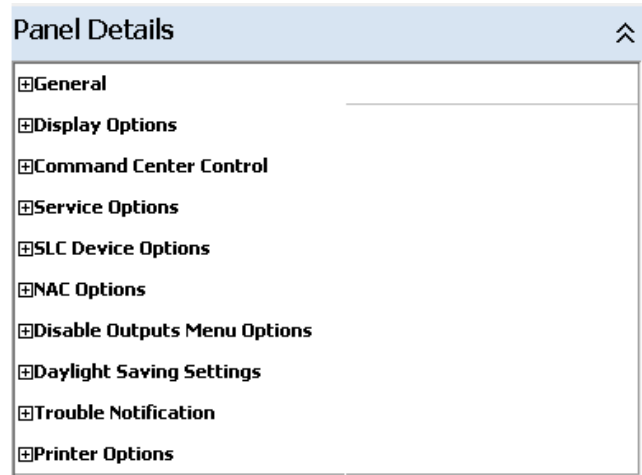 Panel Details
General
Display Options
Command Center Control
Service Options
SLC Device Options
NAC Options
Disable Outputs Menu Options
Daylight Saving Settings
Trouble Notification
Printer Options